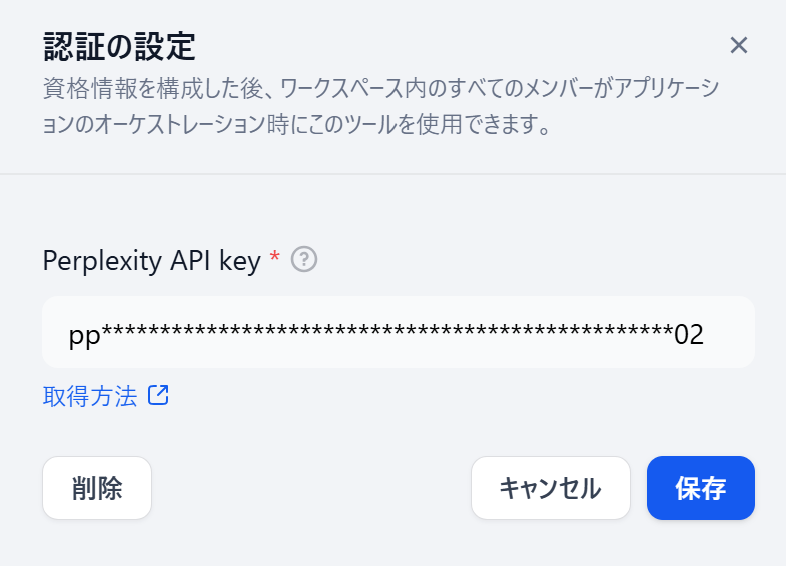 認証の設定
資格情報を構成した後、ワークスペース内のすべてのメンバーがアプリケーシ
ョンのオーケストレーション時にこのツールを使用できます。
Perplexity API key *
pp**************************************************02
取得方法
削除
キャンセル
保存